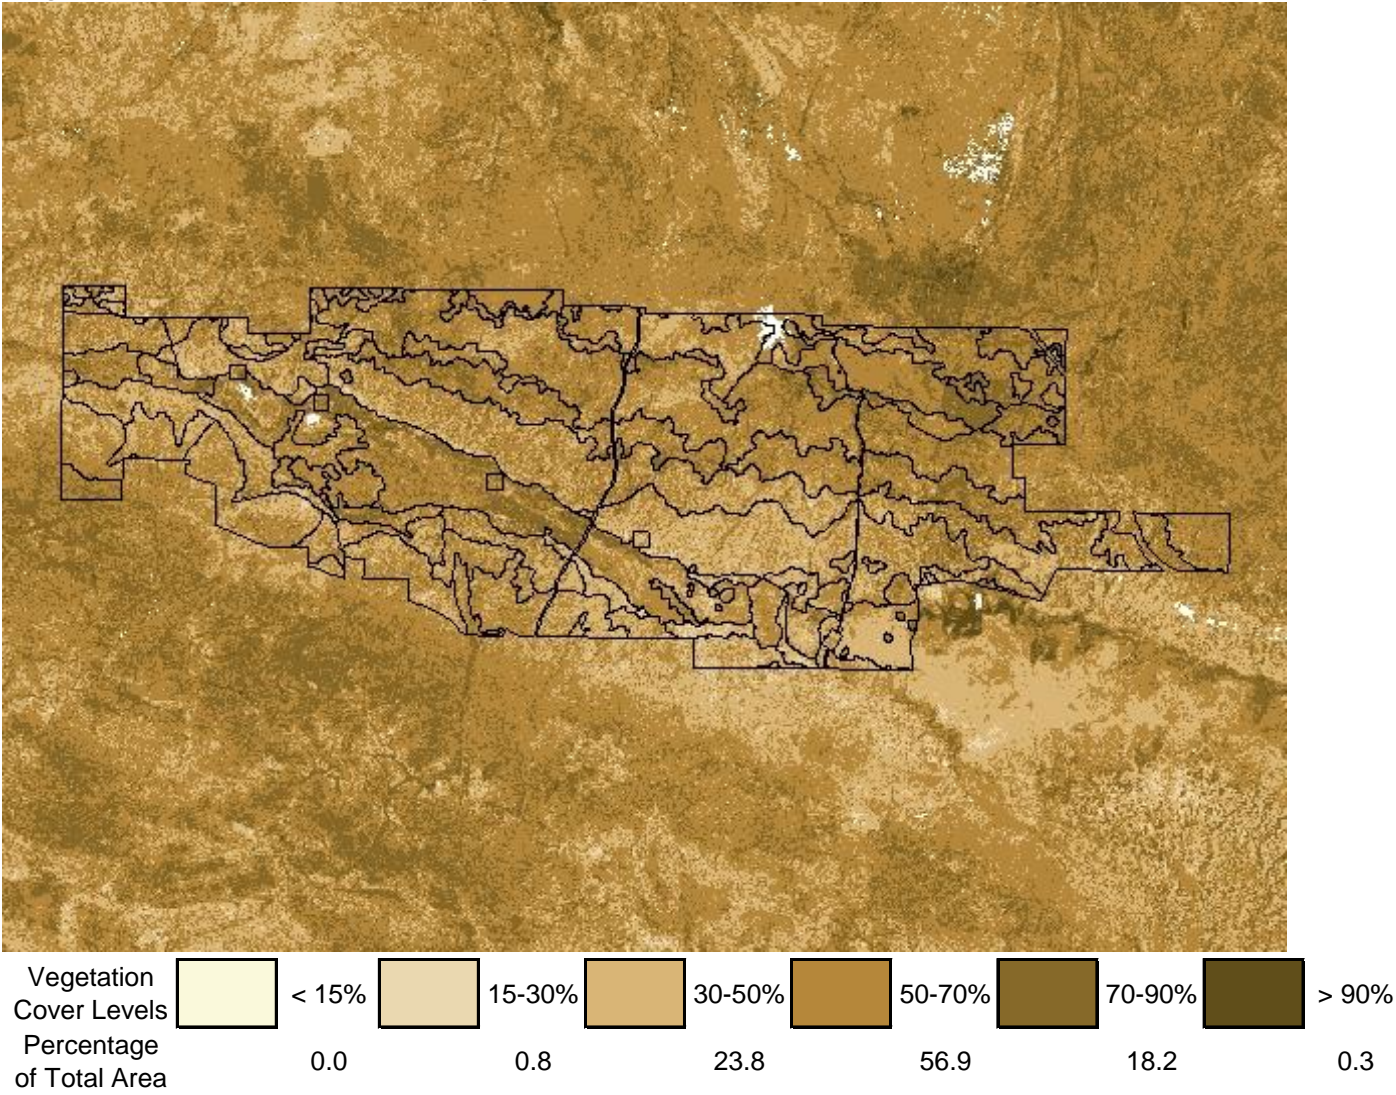 Vegetation
Cover Levels
< 15% 15-30% 30-50% 50-70% 70-90% > 90%
Percentage
of Total Area
0.0 0.8 23.8 56.9 18.2 0.3